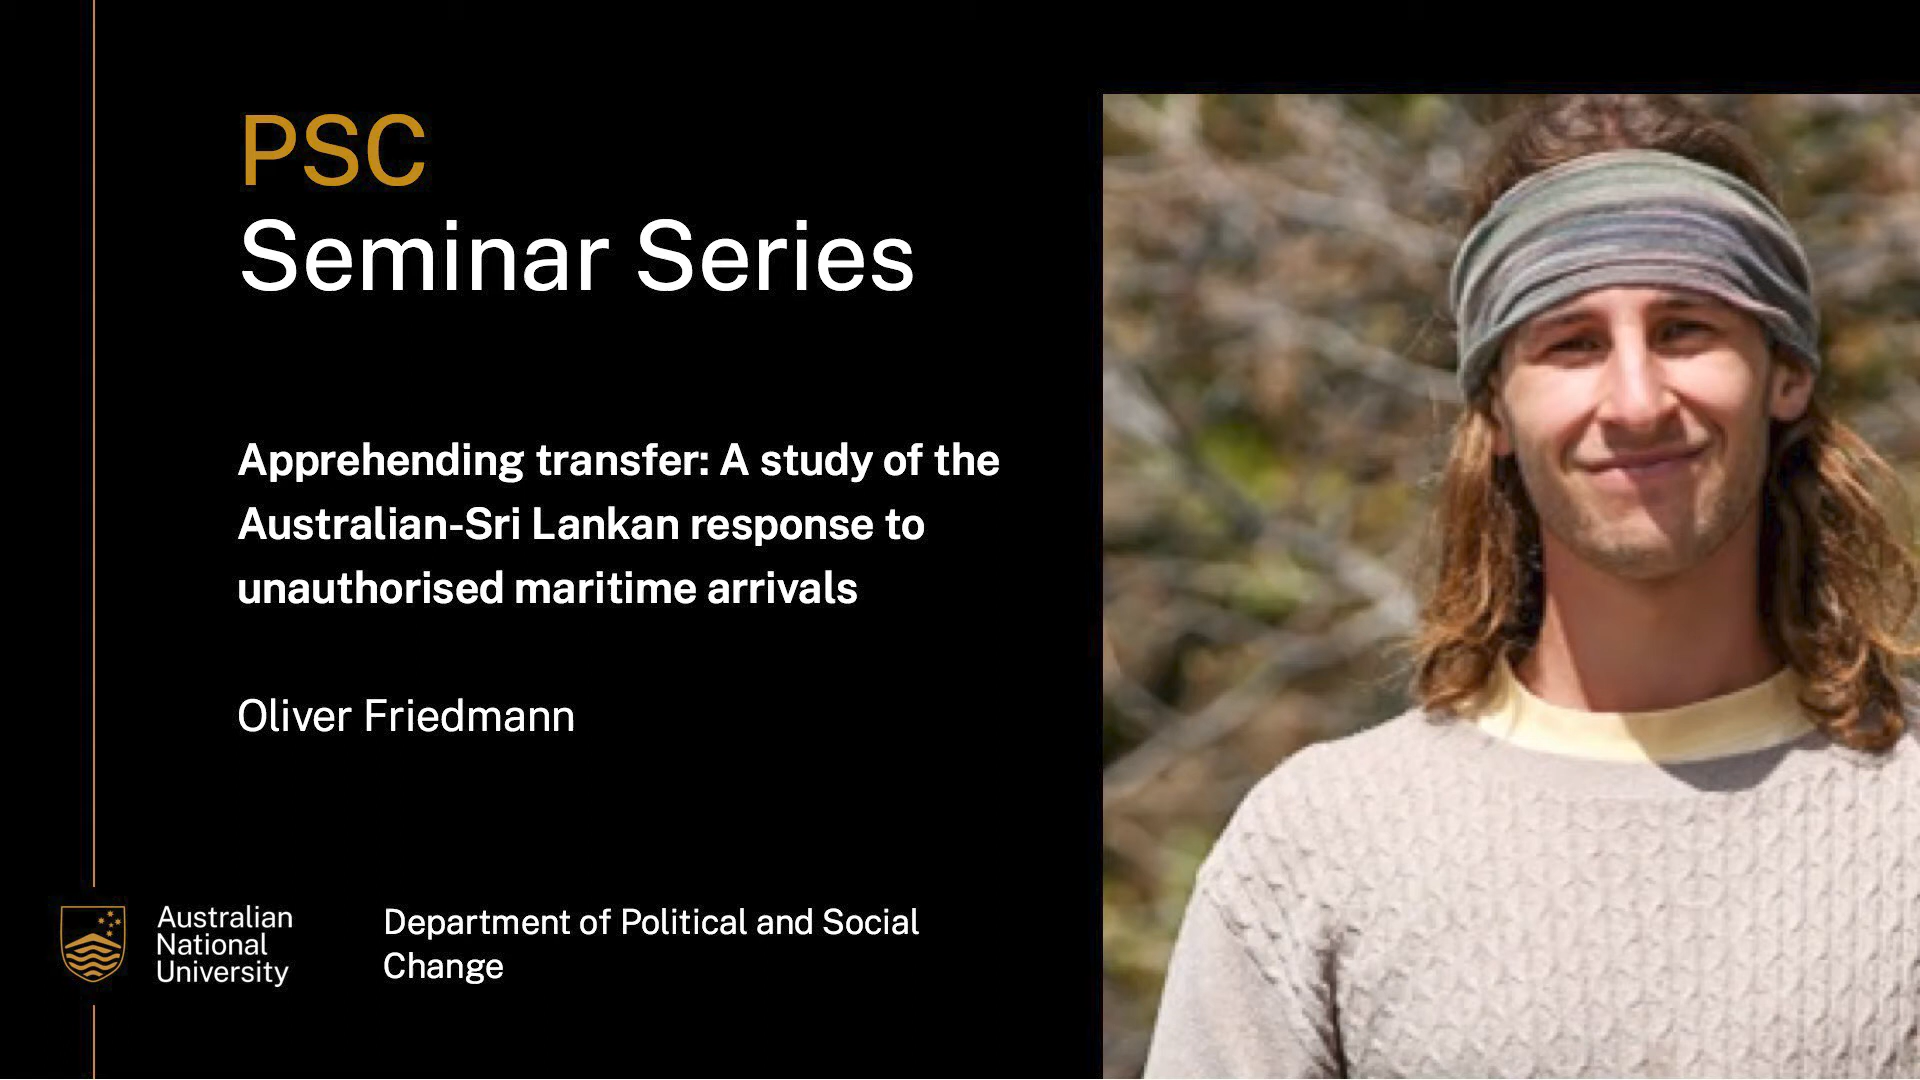 PSC
Seminar Series
Apprehending transfer: A study of the
Australian-Sri Lankan response to
unauthorised maritime arrivals
Oliver Friedmann
Australian
National
University
Department of Political and Social
Change